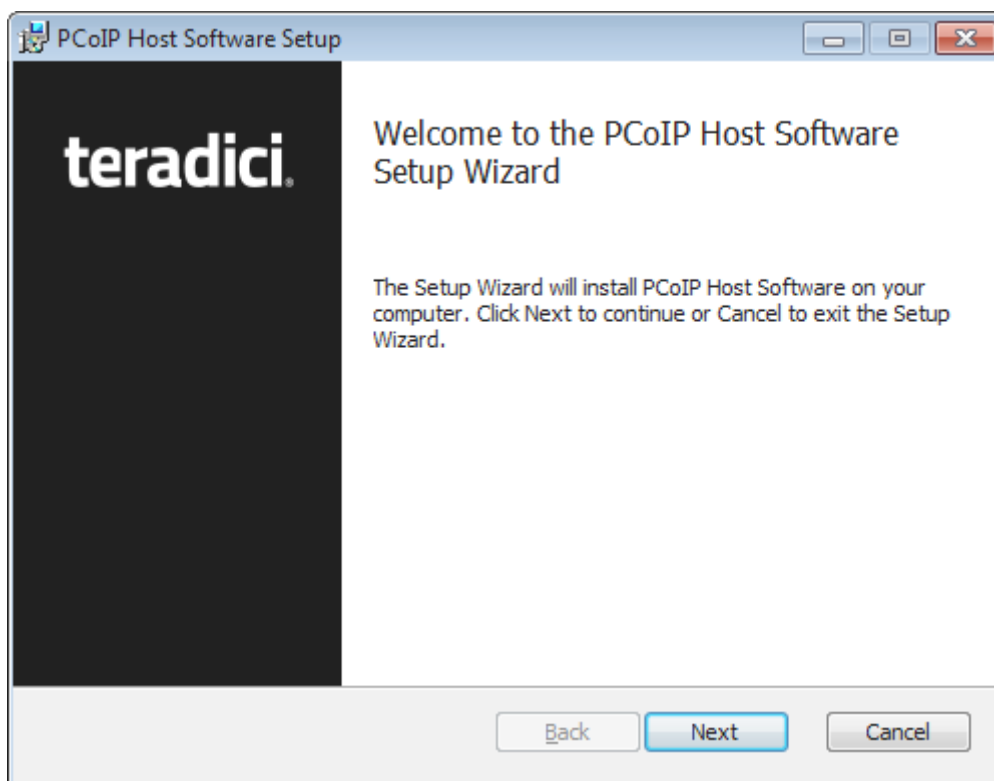 PCoIP Host Software Setup
teradici.
Welcome to the PCoIP Host Software
Setup Wizard
The Setup Wizard will install PCoIP Host Software on your
computer. Click Next to continue or Cancel to exit the Setup
Wizard.
Back
Next
Cancel